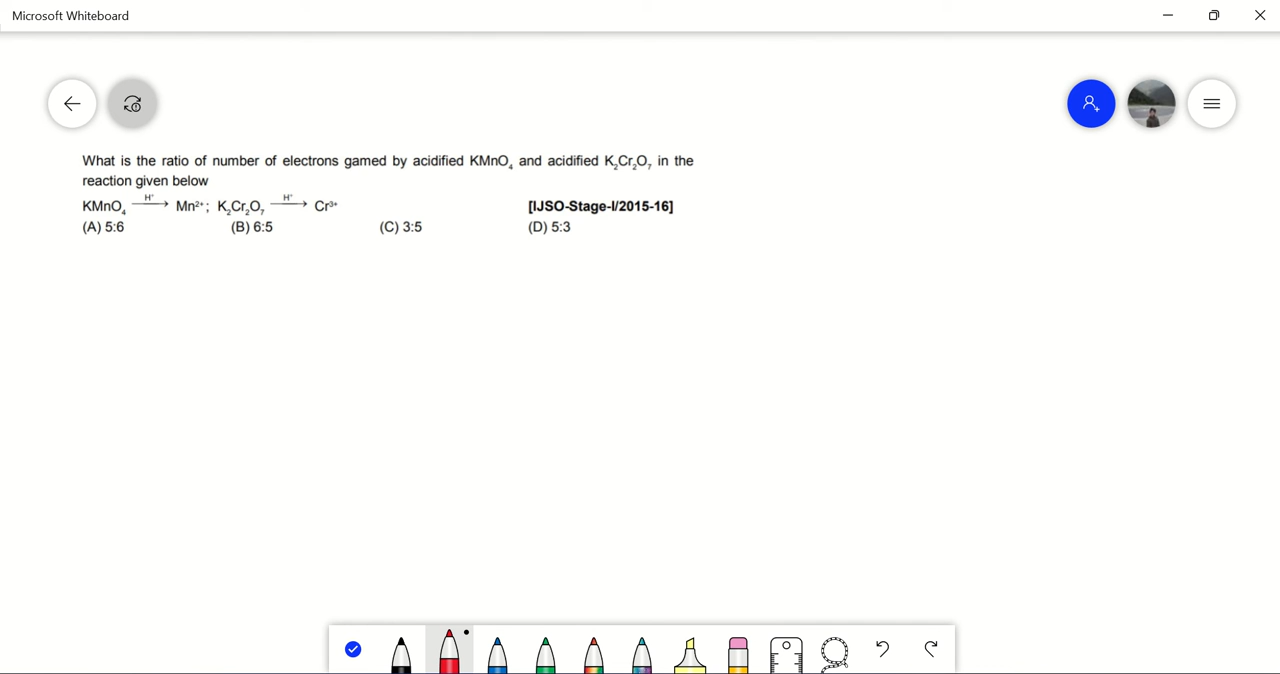 Microsoft Whiteboard
What is the ratio of number of electrons gamed by acidified KMnO₄ and acidified K₂Cr₂O₇ in the
reaction given below
KMnO₄ —H⁺→ Mn²⁺; K₂Cr₂O₇ —H⁺→ Cr³⁺ [IJSO-Stage-I/2015-16]
(A) 5:6 (B) 6:5 (C) 3:5 (D) 5:3